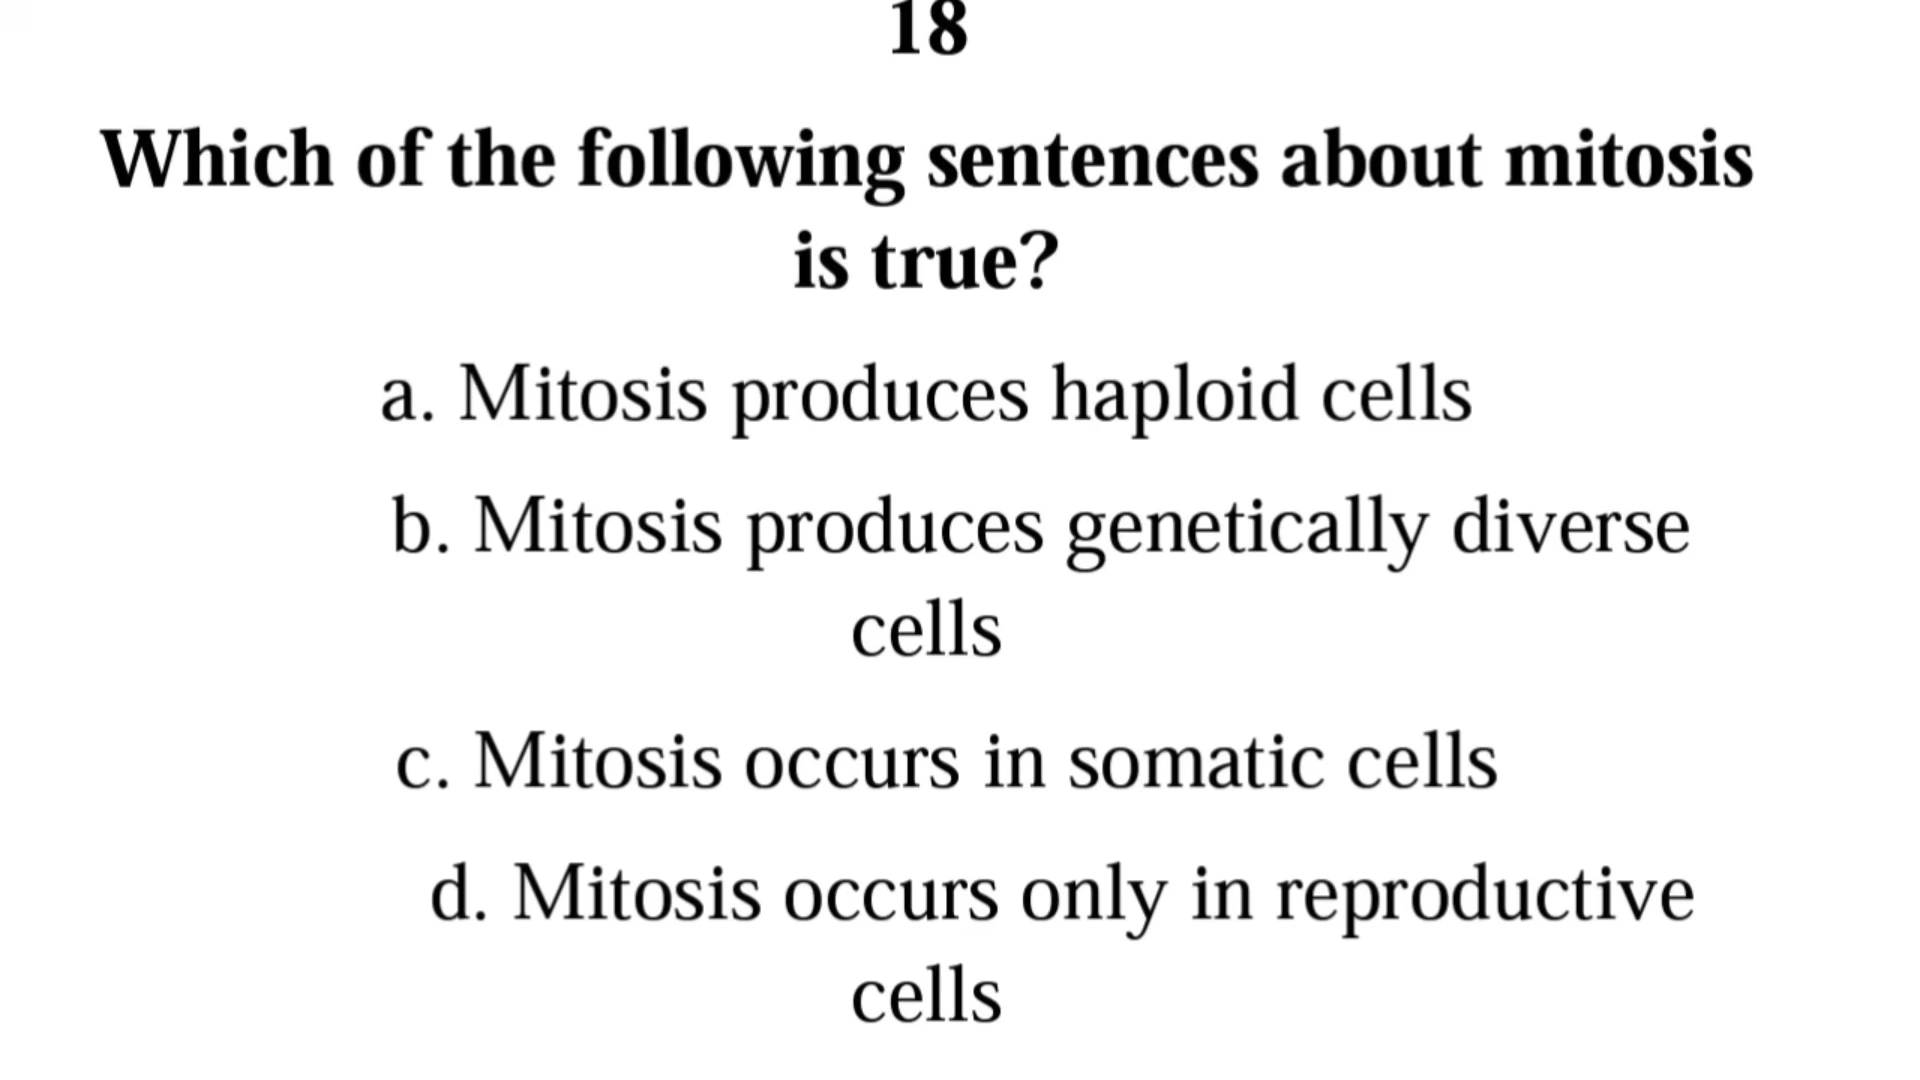 18
Which of the following sentences about mitosis
is true?
a. Mitosis produces haploid cells
b. Mitosis produces genetically diverse
cells
c. Mitosis occurs in somatic cells
d. Mitosis occurs only in reproductive
cells